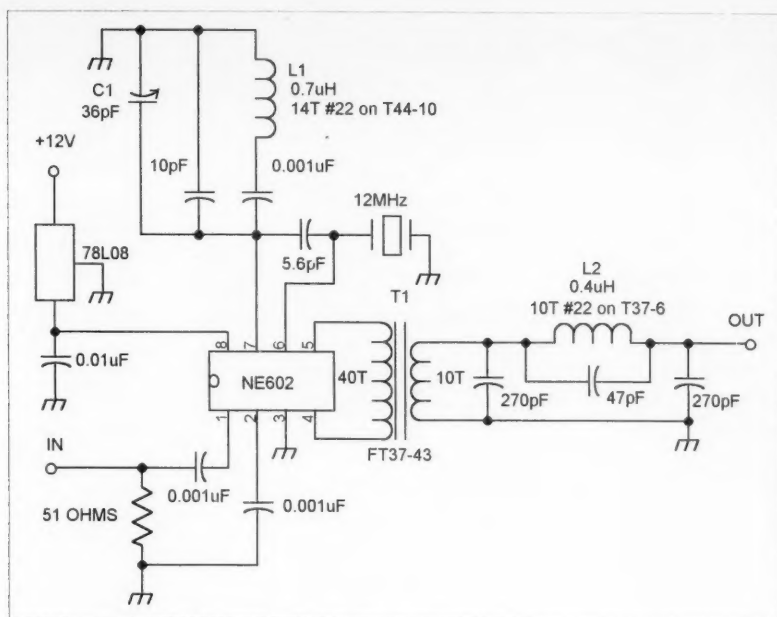 L1
0.7uH
14T #22 on T44-10
C1
36pF
+12V
10pF
0.001uF
12MHz
78L08
5.6pF
T1
L2
0.4uH
10T #22 on T37-6
OUT
8 7 6 5
0.01uF
NE602
40T
10T
270pF
47pF
270pF
1 2 3 4
IN
FT37-43
0.001uF
0.001uF
51 OHMS